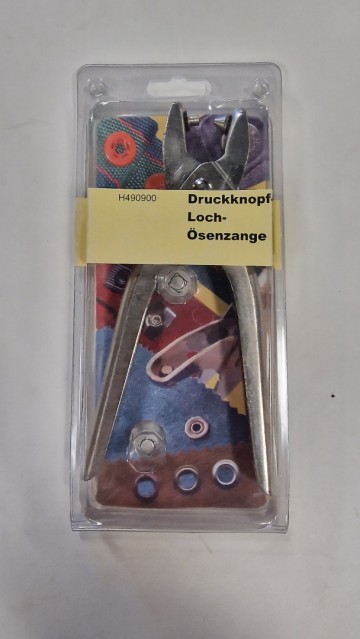 H490900
Druckknopf-
Loch-
Ösenzange